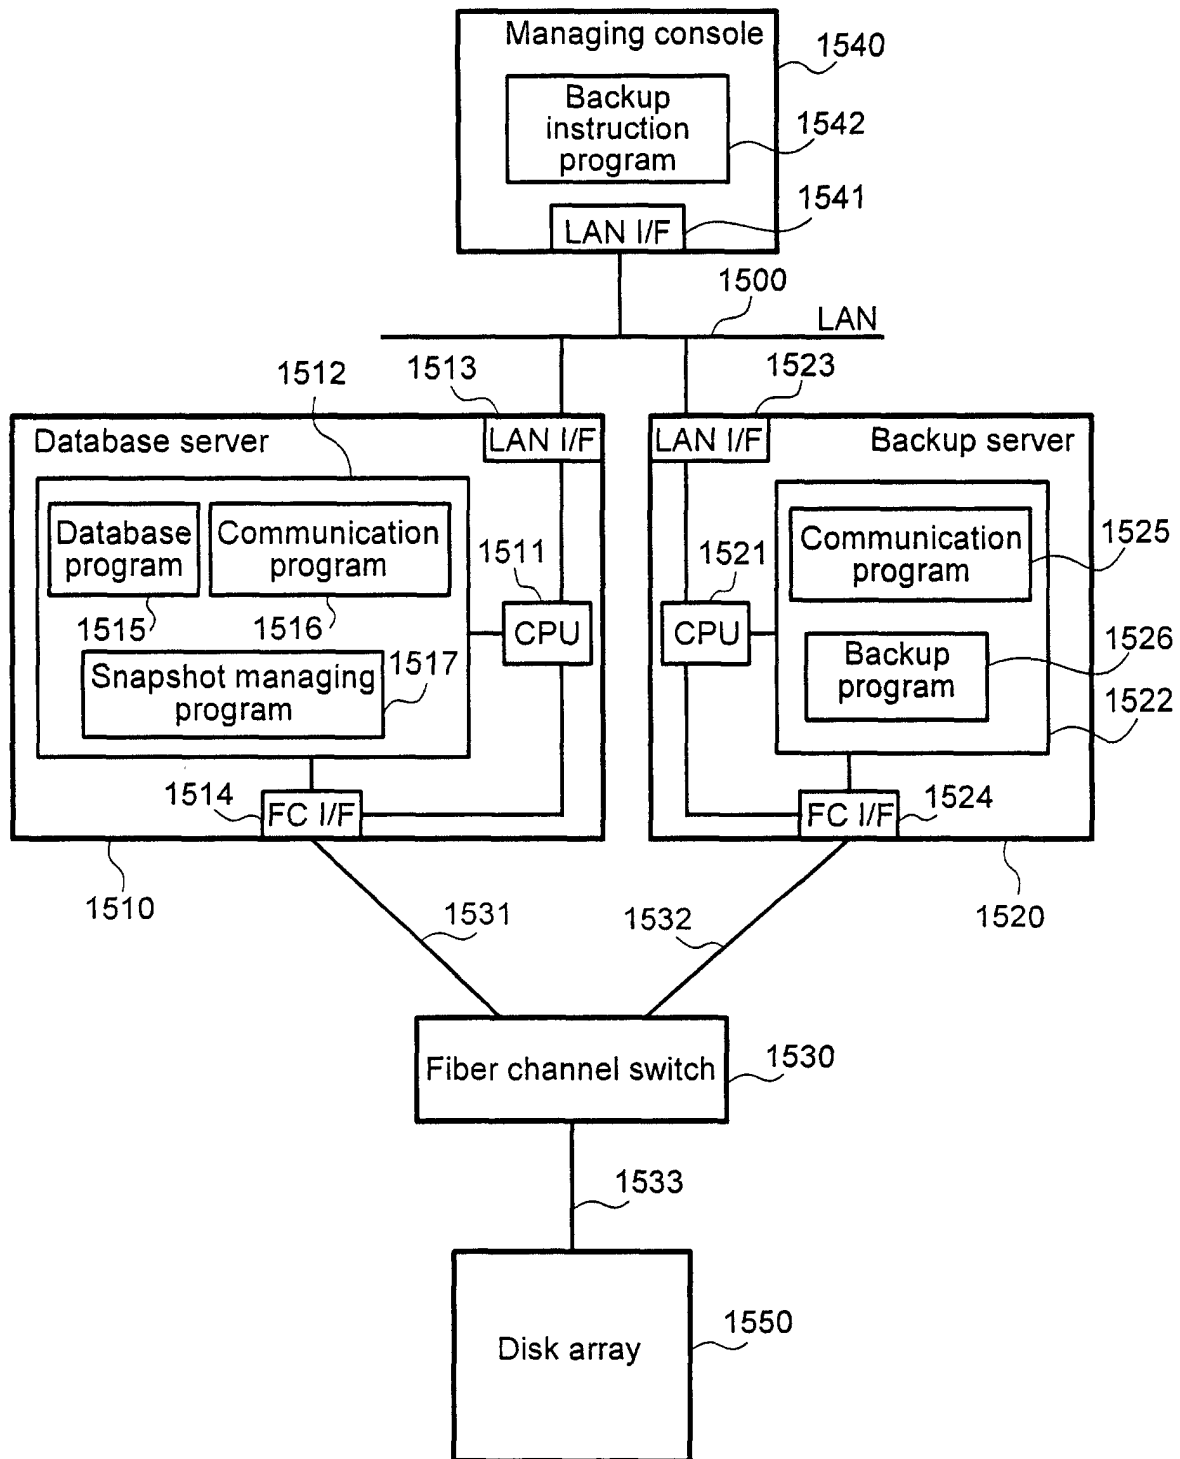 Managing console
1540
Backup
instruction
program
1542
1541
LAN I/F
1500
LAN
1512
1513
1523
Database server
LAN I/F
LAN I/F
Backup server
Database
program
Communication
program
1511
1521
Communication
program
1525
1515
1516
CPU
CPU
Snapshot managing
program
1517
Backup
program
1526
1522
1514
FC I/F
FC I/F
1524
1510
1531
1532
1520
Fiber channel switch
1530
1533
Disk array
1550